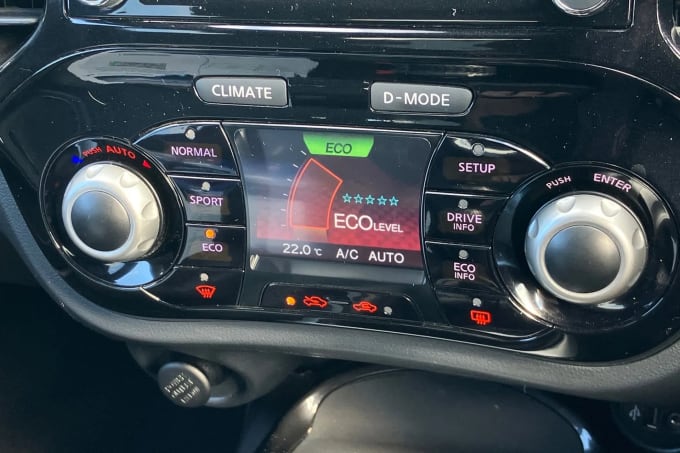 CLIMATE
D-MODE
PUSH AUTO
NORMAL
SPORT
ECO
ECO
ECO LEVEL
22.0 °C A/C AUTO
SETUP
DRIVE
INFO
ECO
INFO
PUSH ENTER